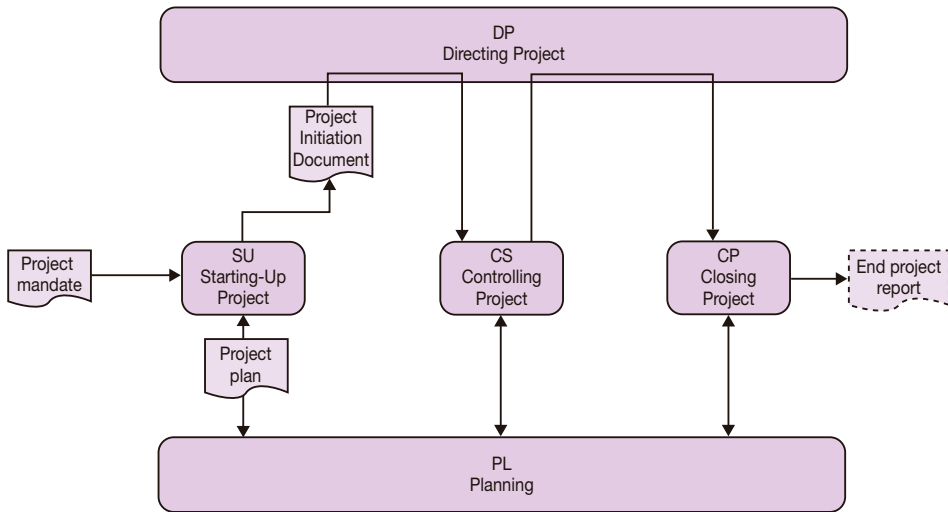 DP
Directing Project
Project
Initiation
Document
Project
mandate
SU
Starting-Up
Project
CS
Controlling
Project
CP
Closing
Project
End project
report
Project
plan
PL
Planning